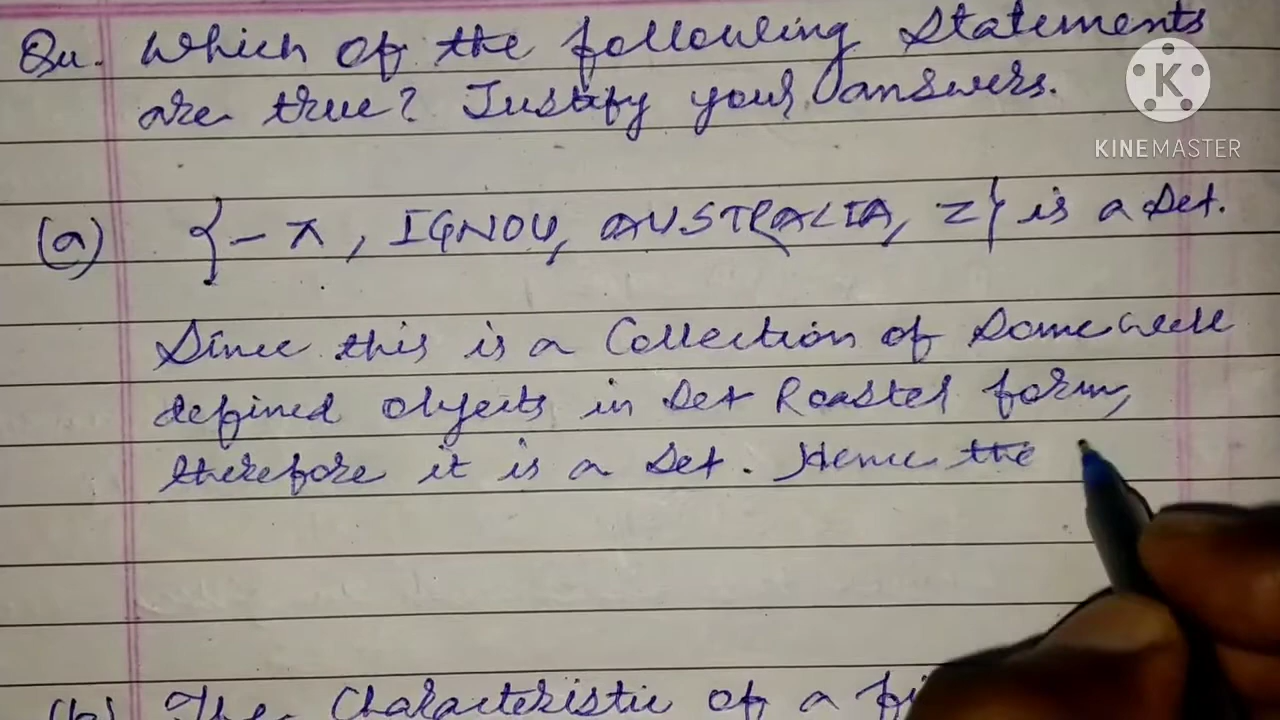 Qu. Which of the following statements
are true? Justify your answers.
K
KINEMASTER
(a) {-π, IGNOU, AUSTRALIA, Z} is a set.
Since this is a Collection of some well
defined objects in set Roaster form,
therefore it is a set. Hence the
(b) The Characteristic of a fi